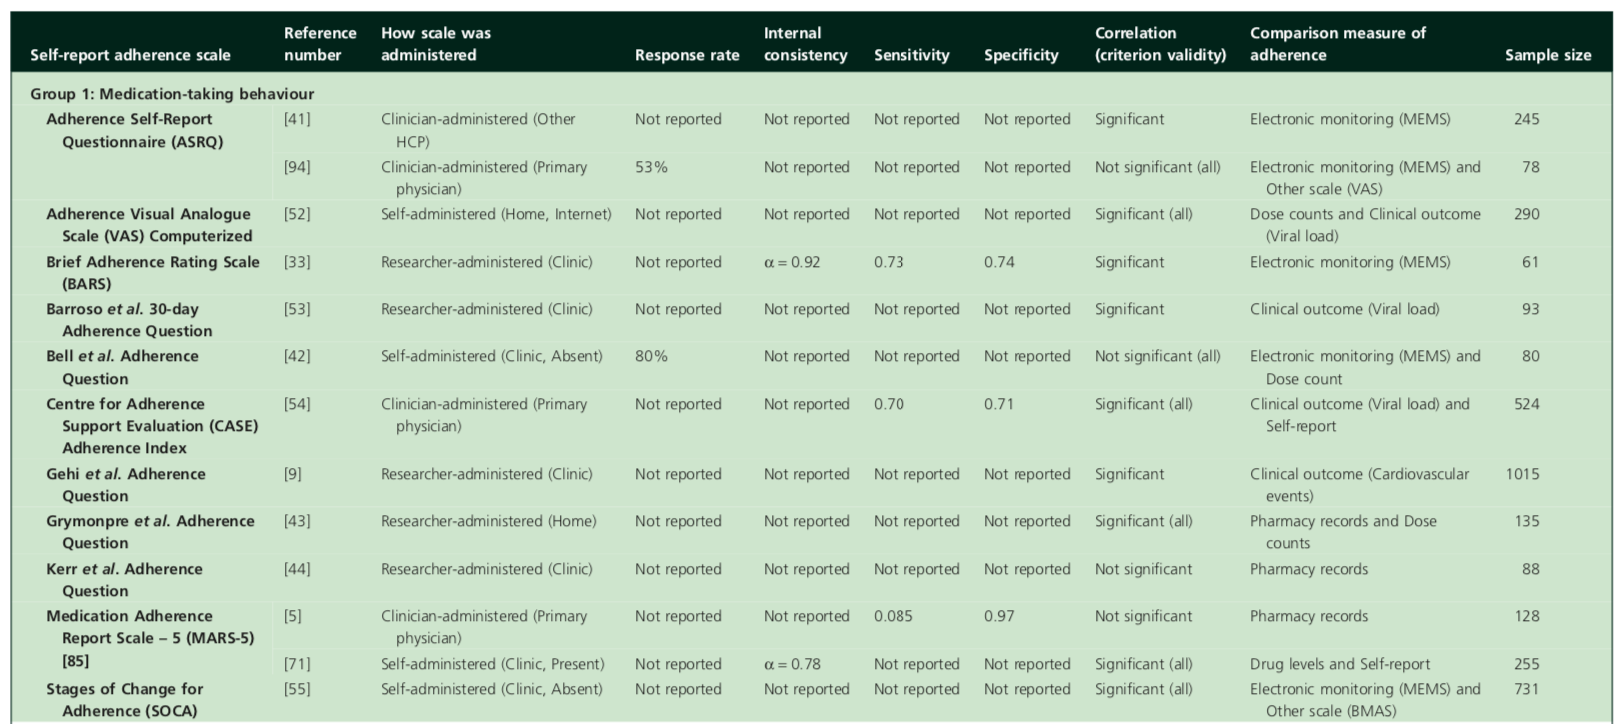 Self-report adherence scale Reference number How scale was administered Response rate Internal consistency Sensitivity Specificity Correlation (criterion validity) Comparison measure of adherence Sample size
Group 1: Medication-taking behaviour
Adherence Self-Report Questionnaire (ASRQ) [41] Clinician-administered (Other HCP) Not reported Not reported Not reported Not reported Significant Electronic monitoring (MEMS) 245
[94] Clinician-administered (Primary physician) 53% Not reported Not reported Not reported Not significant (all) Electronic monitoring (MEMS) and Other scale (VAS) 78
Adherence Visual Analogue Scale (VAS) Computerized [52] Self-administered (Home, Internet) Not reported Not reported Not reported Not reported Significant (all) Dose counts and Clinical outcome (Viral load) 290
Brief Adherence Rating Scale (BARS) [33] Researcher-administered (Clinic) Not reported α = 0.92 0.73 0.74 Significant Electronic monitoring (MEMS) 61
Barroso et al. 30-day Adherence Question [53] Researcher-administered (Clinic) Not reported Not reported Not reported Not reported Significant Clinical outcome (Viral load) 93
Bell et al. Adherence Question [42] Self-administered (Clinic, Absent) 80% Not reported Not reported Not reported Not significant (all) Electronic monitoring (MEMS) and Dose count 80
Centre for Adherence Support Evaluation (CASE) Adherence Index [54] Clinician-administered (Primary physician) Not reported Not reported 0.70 0.71 Significant (all) Clinical outcome (Viral load) and Self-report 524
Gehi et al. Adherence Question [9] Researcher-administered (Clinic) Not reported Not reported Not reported Not reported Significant Clinical outcome (Cardiovascular events) 1015
Grymonpre et al. Adherence Question [43] Researcher-administered (Home) Not reported Not reported Not reported Not reported Significant (all) Pharmacy records and Dose counts 135
Kerr et al. Adherence Question [44] Researcher-administered (Clinic) Not reported Not reported Not reported Not reported Not significant Pharmacy records 88
Medication Adherence Report Scale – 5 (MARS-5) [85] [5] Clinician-administered (Primary physician) Not reported Not reported 0.085 0.97 Not significant Pharmacy records 128
[71] Self-administered (Clinic, Present) Not reported α = 0.78 Not reported Not reported Significant (all) Drug levels and Self-report 255
Stages of Change for Adherence (SOCA) [55] Self-administered (Clinic, Absent) Not reported Not reported Not reported Not reported Significant (all) Electronic monitoring (MEMS) and Other scale (BMAS) 731